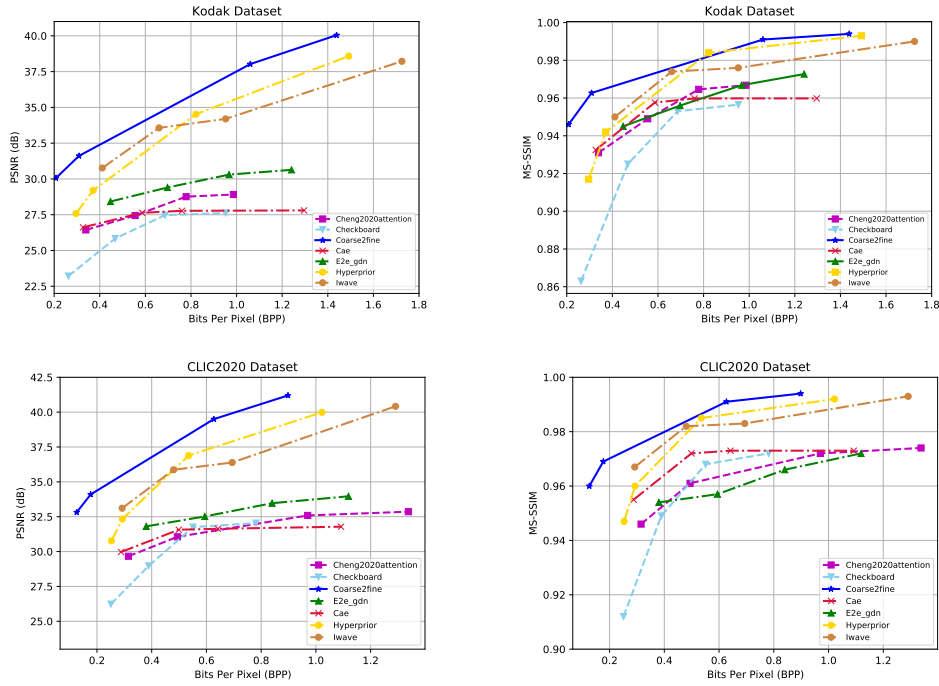 Kodak Dataset
PSNR (dB)
40.0
37.5
35.0
32.5
30.0
27.5
25.0
22.5
0.2 0.4 0.6 0.8 1.0 1.2 1.4 1.6 1.8
Bits Per Pixel (BPP)
Cheng2020attention
Checkboard
Coarse2fine
Cae
E2e_gdn
Hyperprior
Iwave
Kodak Dataset
MS-SSIM
1.00
0.98
0.96
0.94
0.92
0.90
0.88
0.86
0.2 0.4 0.6 0.8 1.0 1.2 1.4 1.6 1.8
Bits Per Pixel (BPP)
Cheng2020attention
Checkboard
Coarse2fine
Cae
E2e_gdn
Hyperprior
Iwave
CLIC2020 Dataset
PSNR (dB)
42.5
40.0
37.5
35.0
32.5
30.0
27.5
25.0
0.2 0.4 0.6 0.8 1.0 1.2
Bits Per Pixel (BPP)
Cheng2020attention
Checkboard
Coarse2fine
E2e_gdn
Cae
Hyperprior
Iwave
CLIC2020 Dataset
MS-SSIM
1.00
0.98
0.96
0.94
0.92
0.90
0.2 0.4 0.6 0.8 1.0 1.2
Bits Per Pixel (BPP)
Cheng2020attention
Checkboard
Coarse2fine
Cae
E2e_gdn
Hyperprior
Iwave